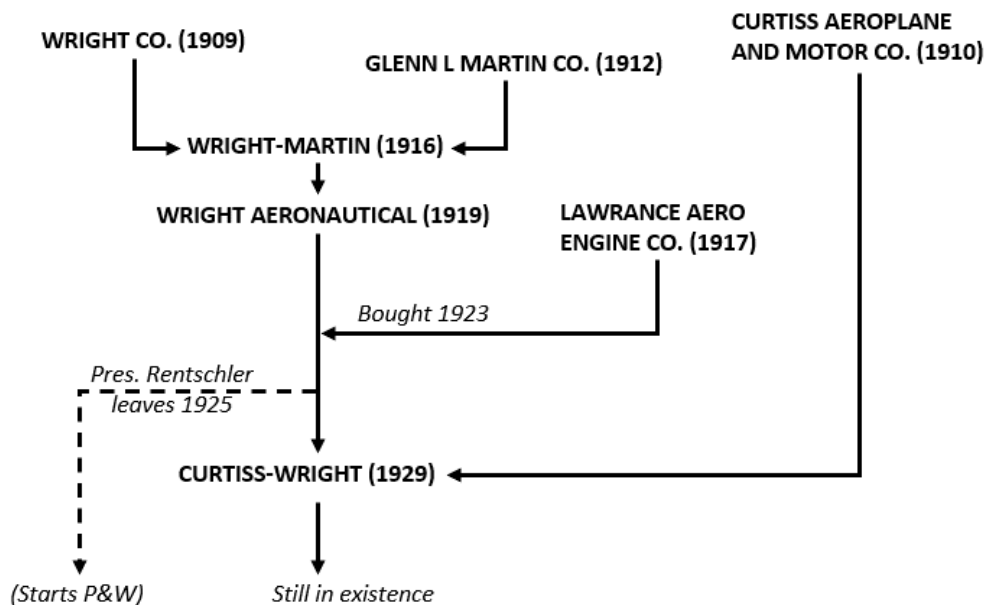 WRIGHT CO. (1909)
GLENN L MARTIN CO. (1912)
CURTISS AEROPLANE
AND MOTOR CO. (1910)
WRIGHT-MARTIN (1916)
WRIGHT AERONAUTICAL (1919)
LAWRANCE AERO
ENGINE CO. (1917)
Bought 1923
Pres. Rentschler
leaves 1925
CURTISS-WRIGHT (1929)
(Starts P&W)
Still in existence